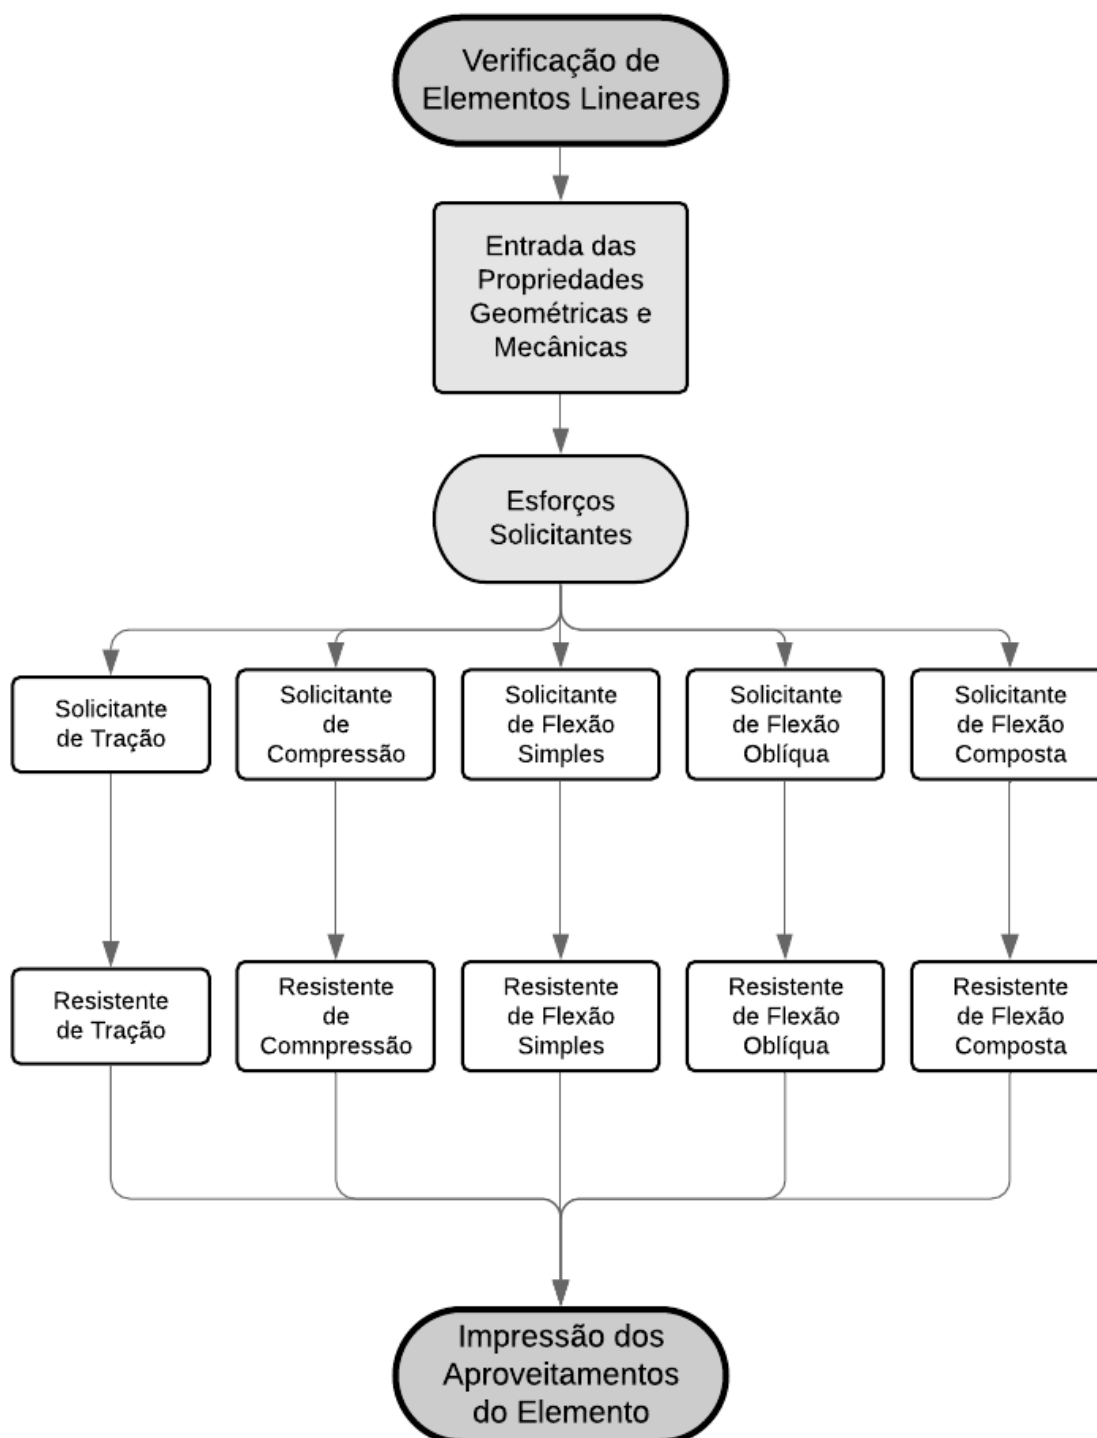 Verificação de
Elementos Lineares
Entrada das
Propriedades
Geométricas e
Mecânicas
Esforços
Solicitantes
Solicitante
de Tração
Solicitante
de
Compressão
Solicitante
de Flexão
Simples
Solicitante
de Flexão
Oblíqua
Solicitante
de Flexão
Composta
Resistente
de Tração
Resistente
de
Comnpressão
Resistente
de Flexão
Simples
Resistente
de Flexão
Oblíqua
Resistente
de Flexão
Composta
Impressão dos
Aproveitamentos
do Elemento